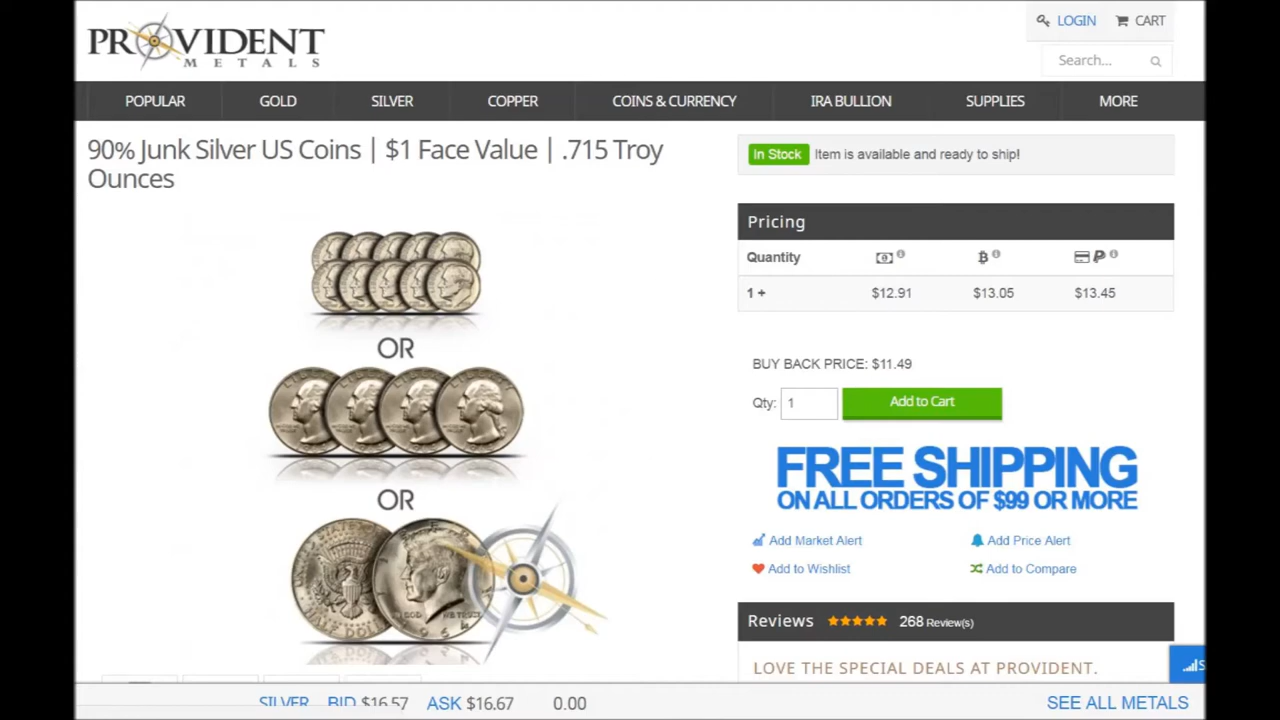 PROVIDENT
METALS
LOGIN
CART
Search...
POPULAR
GOLD
SILVER
COPPER
COINS & CURRENCY
IRA BULLION
SUPPLIES
MORE
90% Junk Silver US Coins | $1 Face Value | .715 Troy
Ounces
In Stock
Item is available and ready to ship!
Pricing
Quantity
1 +
$12.91
$13.05
$13.45
OR
BUY BACK PRICE: $11.49
Qty: 1
Add to Cart
FREE SHIPPING
ON ALL ORDERS OF $99 OR MORE
OR
Add Market Alert
Add Price Alert
Add to Wishlist
Add to Compare
Reviews
268 Review(s)
LOVE THE SPECIAL DEALS AT PROVIDENT.
SILVER BID $16.57 ASK $16.67 0.00
SEE ALL METALS